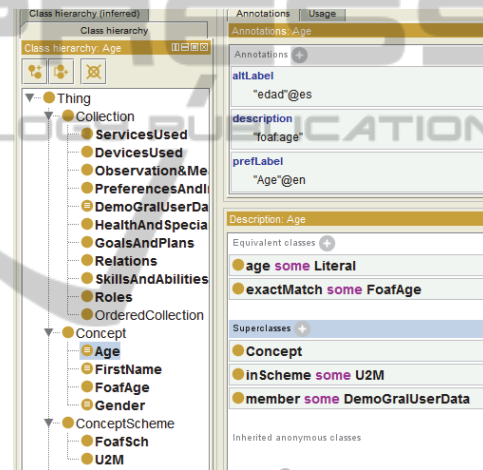 Class hierarchy (inferred)
Class hierarchy
Class hierarchy: Age
Thing
Collection
ServicesUsed
DevicesUsed
Observation&Me
PreferencesAndI
DemoGralUserDa
HealthAndSpecia
GoalsAndPlans
Relations
SkillsAndAbilities
Roles
OrderedCollection
Concept
Age
FirstName
FoafAge
Gender
ConceptScheme
FoafSch
U2M
Annotations
Usage
Annotations: Age
Annotations
altLabel
"edad"@es
description
"foaf:age"
prefLabel
"Age"@en
Description: Age
Equivalent classes
age some Literal
exactMatch some FoafAge
Superclasses
Concept
inScheme some U2M
member some DemoGralUserData
Inherited anonymous classes
PUBLICATION